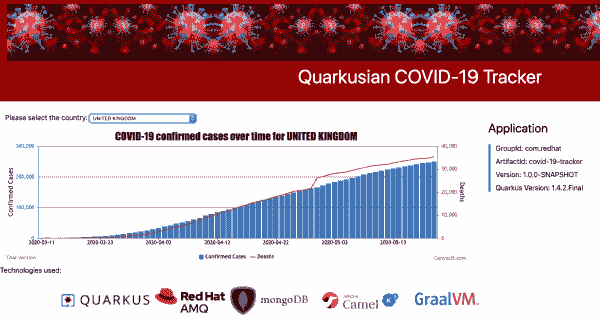 Quarkusian COVID-19 Tracker
Please select the country: UNITED KINGDOM
COVID-19 confirmed cases over time for UNITED KINGDOM
Application
GroupId: com.redhat
ArtifactId: covid-19-tracker
Version: 1.0.0-SNAPSHOT
Quarkus Version: 1.4.2.Final
Confirmed Cases
300,000
200,000
100,000
0
40,000
30,000
20,000
10,000
0
Deaths
2020-03-11 2020-03-23 2020-04-02 2020-04-12 2020-04-22 2020-05-03 2020-05-13
Trial Version
Confirmed Cases Deaths
CanvasJS.com
Technologies used:
QUARKUS
Red Hat
AMQ
mongoDB
APACHE
Camel
K
GraalVM.